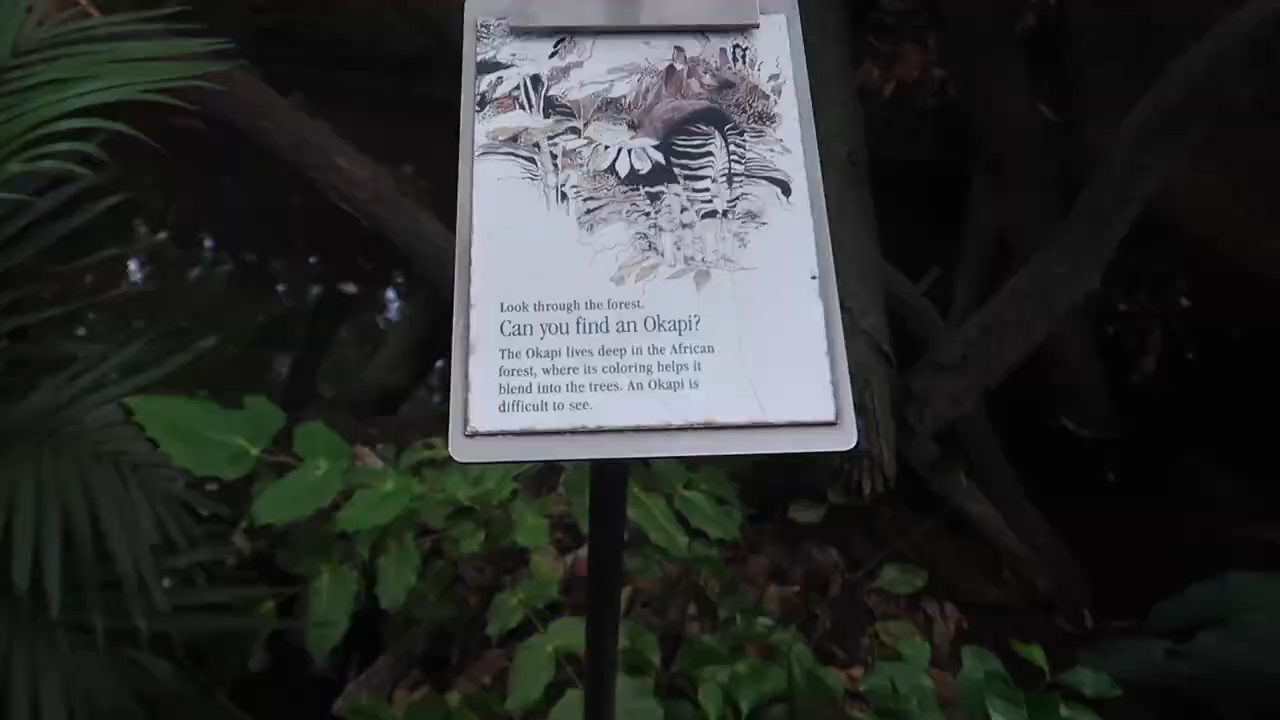 Look through the forest.
Can you find an Okapi?
The Okapi lives deep in the African
forest, where its coloring helps it
blend into the trees. An Okapi is
difficult to see.